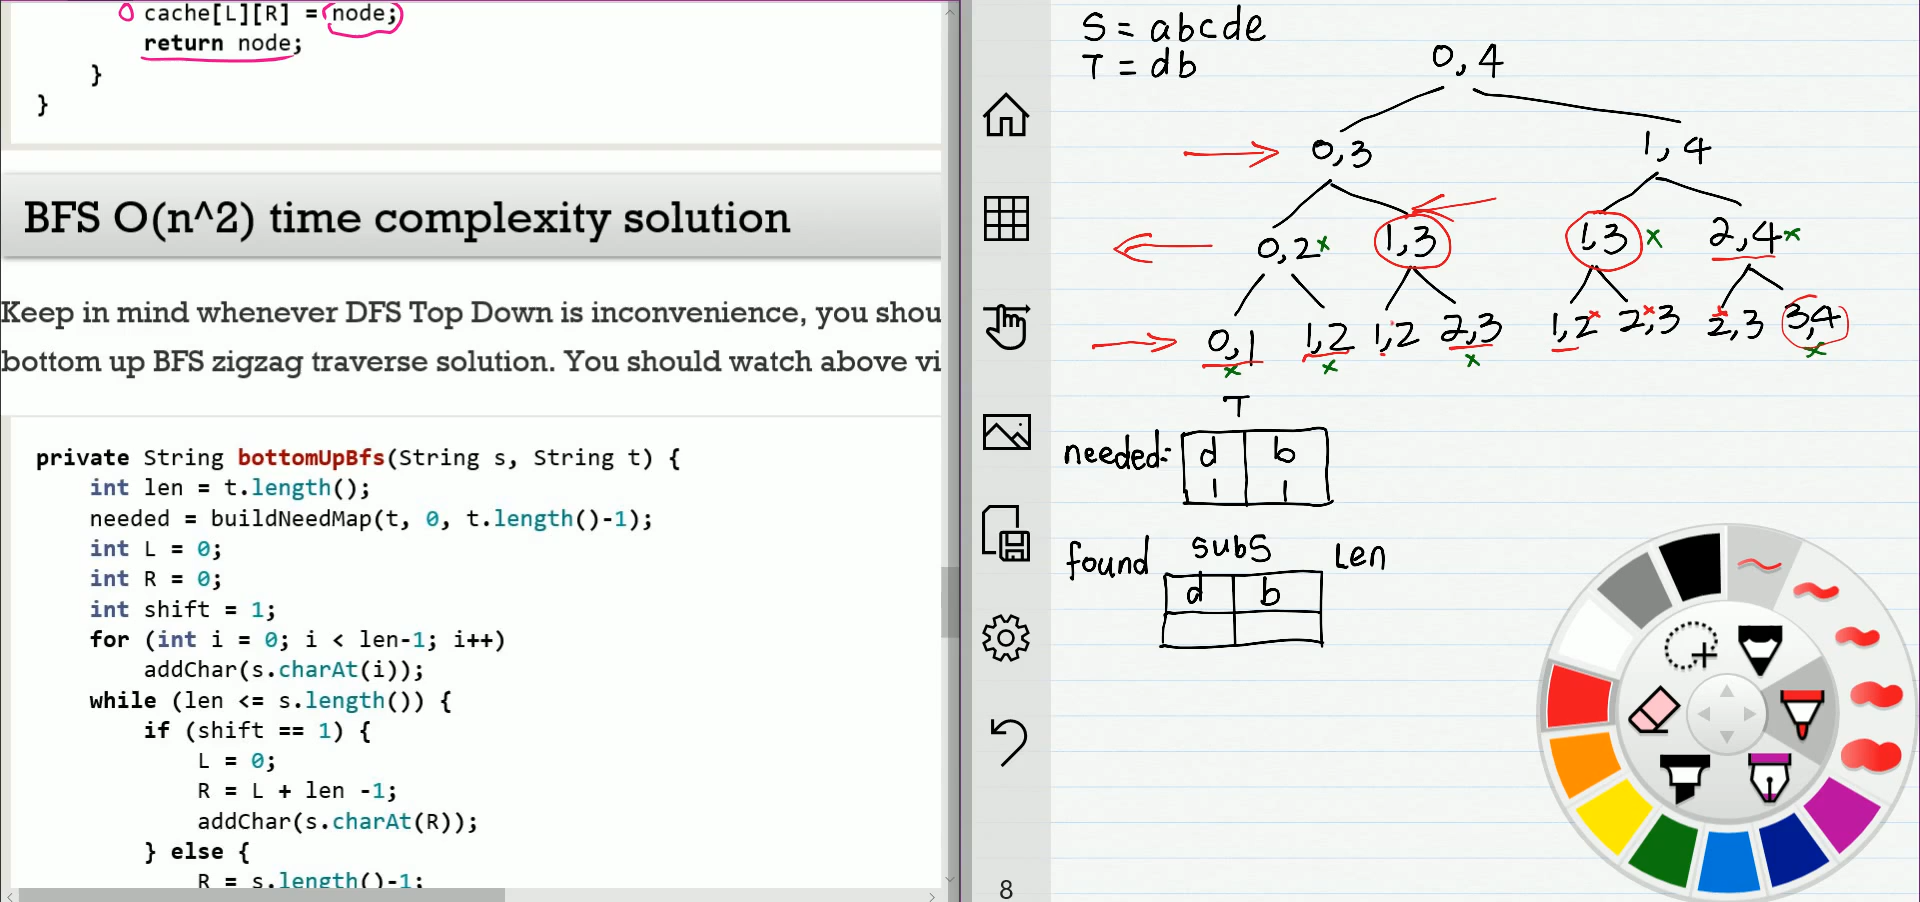 cache[L][R] = node;
return node;
}
}
BFS O(n^2) time complexity solution
Keep in mind whenever DFS Top Down is inconvenience, you shou
bottom up BFS zigzag traverse solution. You should watch above vi
private String bottomUpBfs(String s, String t) {
int len = t.length();
needed = buildNeedMap(t, 0, t.length()-1);
int L = 0;
int R = 0;
int shift = 1;
for (int i = 0; i < len-1; i++)
addChar(s.charAt(i));
while (len <= s.length()) {
if (shift == 1) {
L = 0;
R = L + len -1;
addChar(s.charAt(R));
} else {
R = s.length()-1;
S = abcde
T = db
0,4
0,3 1,4
0,2x 1,3 1,3 x 2,4x
0,1 1,2 1,2 2,3 1,2x 2,3 2,3 3,4
x x x x
T
needed: d b
1 1
found subS Len
d b
8